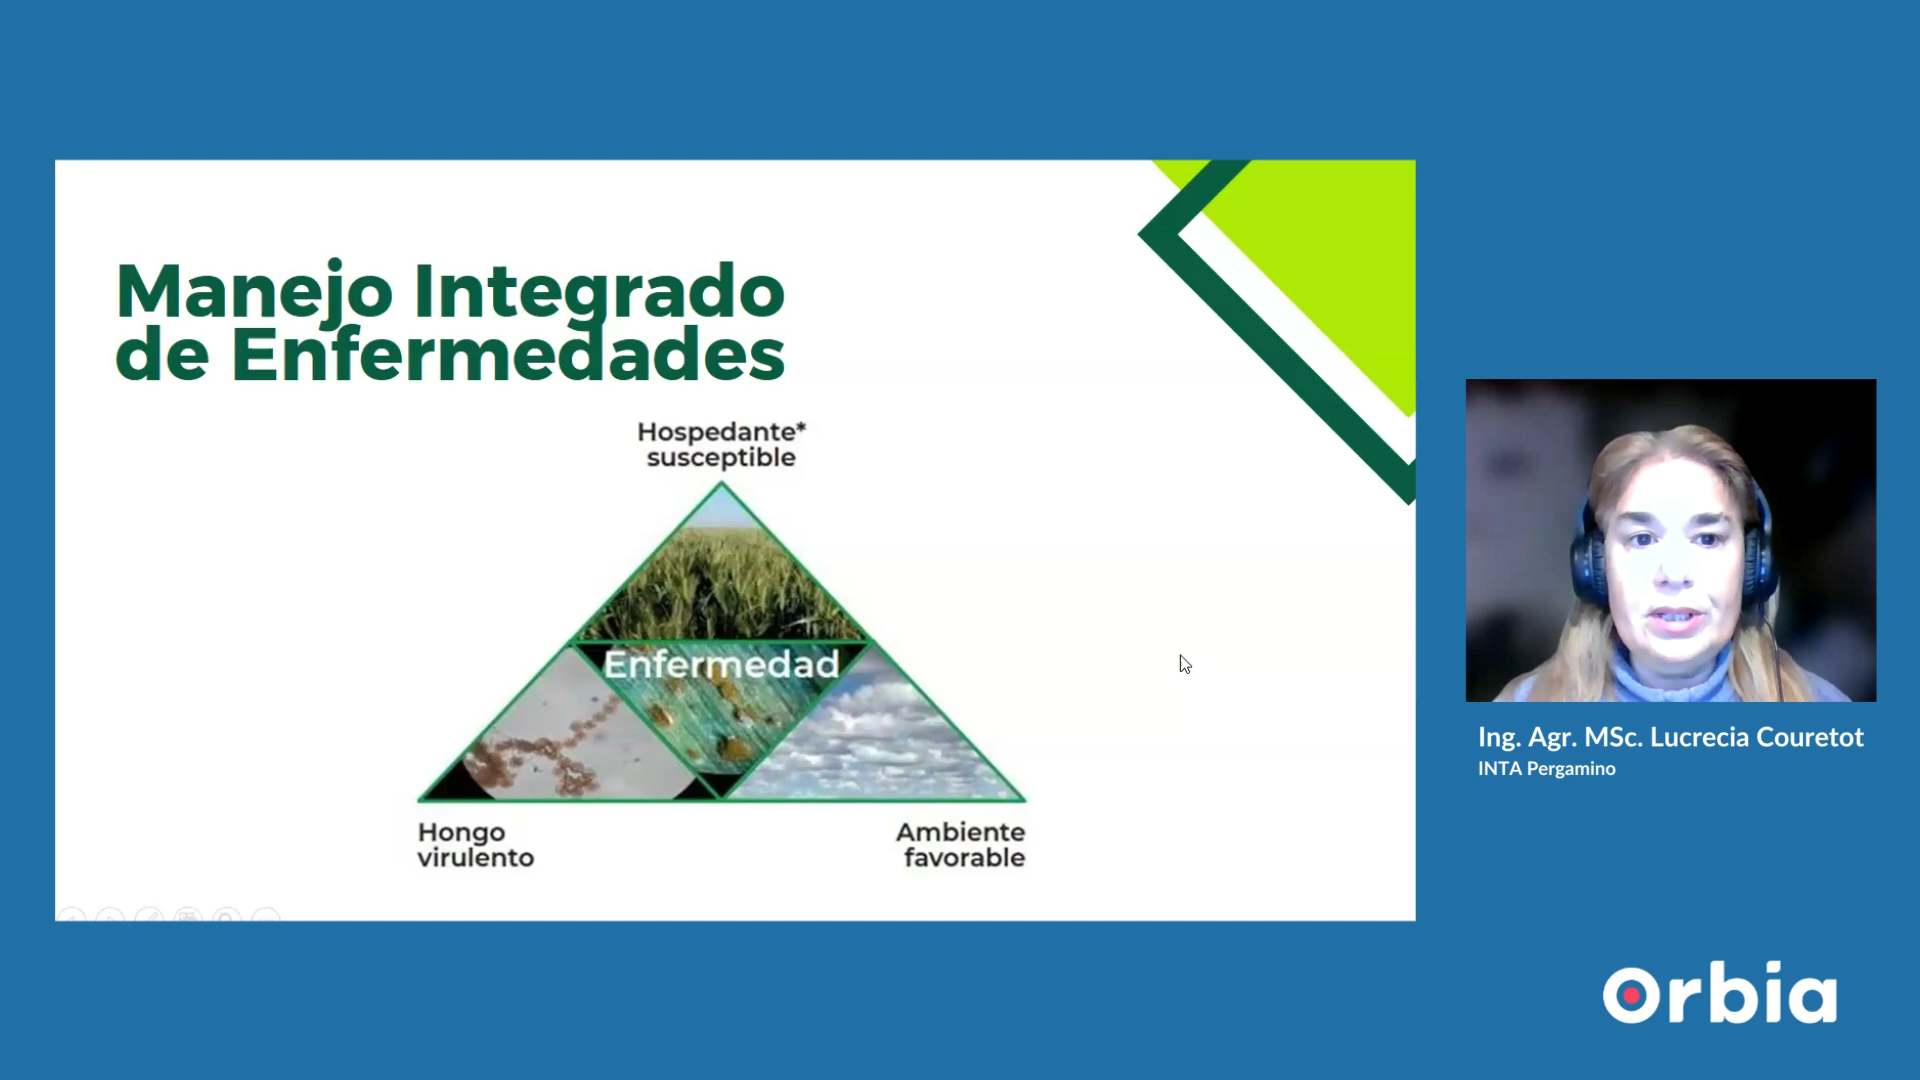 Manejo Integrado
de Enfermedades
Hospedante*
susceptible
Enfermedad
Hongo
virulento
Ambiente
favorable
Ing. Agr. MSc. Lucrecia Couretot
INTA Pergamino
Orbia